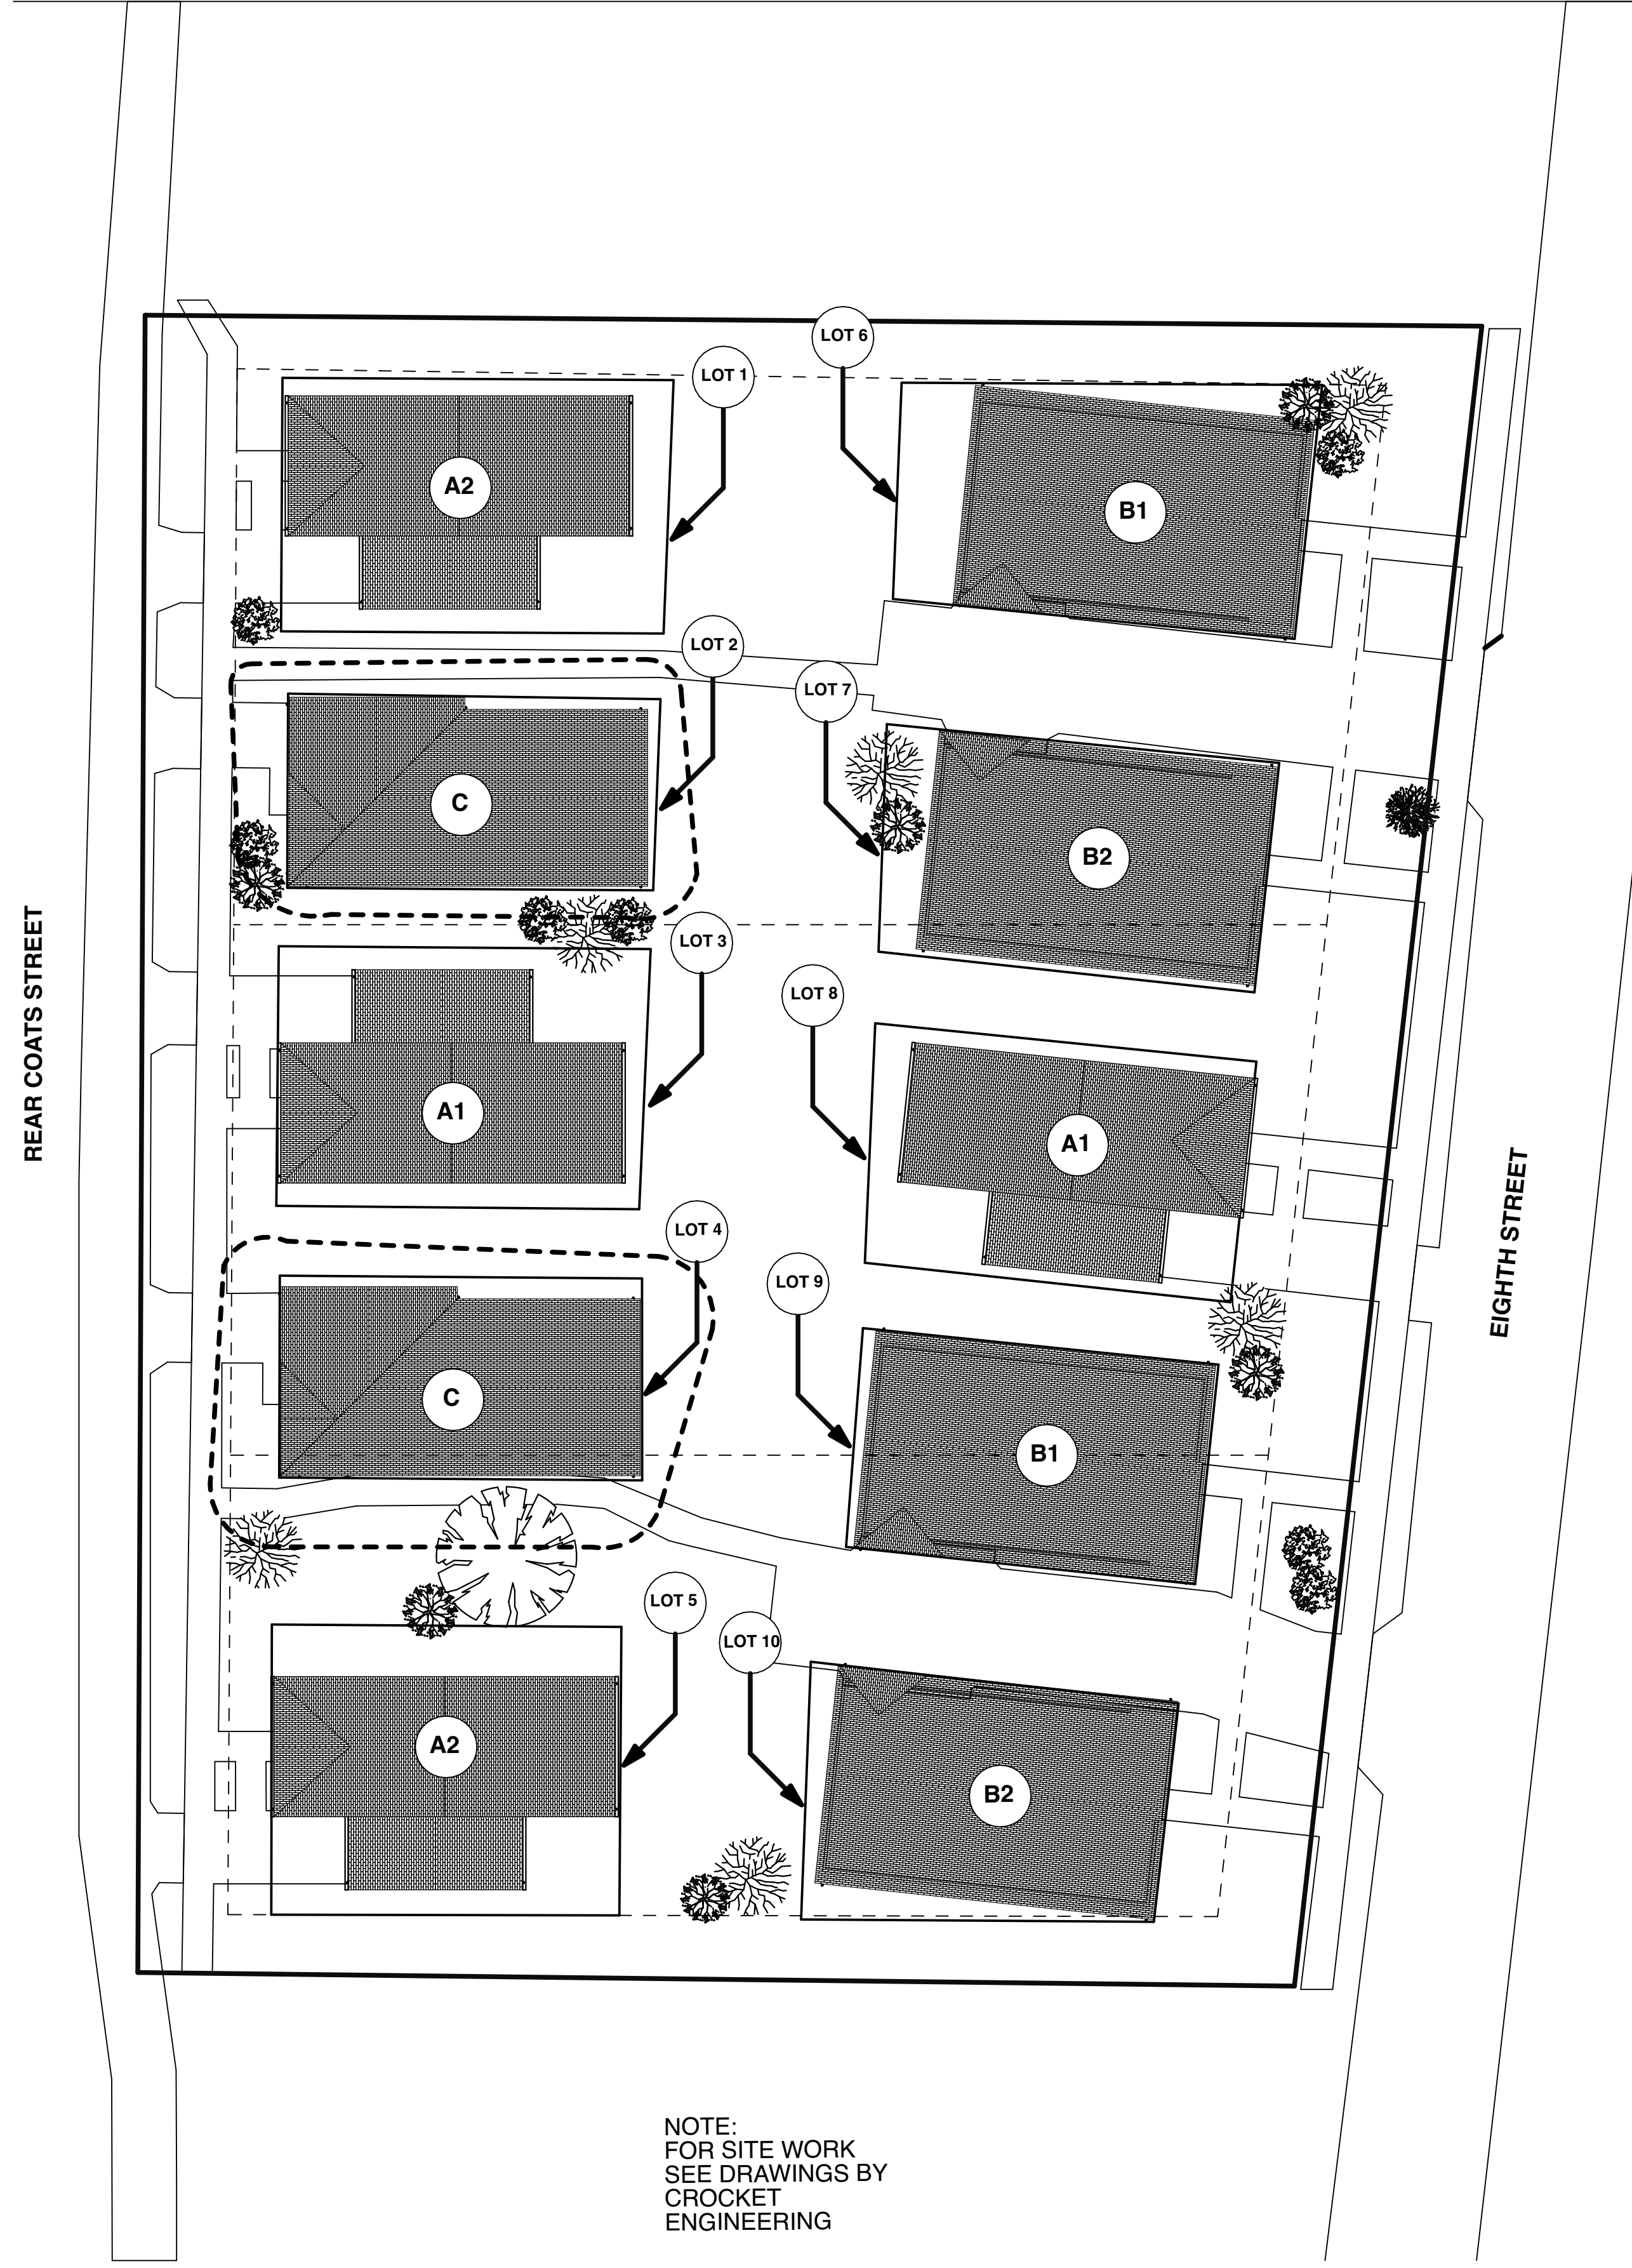 LOT 6
LOT 1
A2
B1
LOT 2
LOT 7
C
B2
LOT 3
REAR COATS STREET
LOT 8
A1
A1
LOT 4
EIGHTH STREET
LOT 9
C
B1
LOT 5
LOT 10
A2
B2
NOTE:
FOR SITE WORK
SEE DRAWINGS BY
CROCKET
ENGINEERING